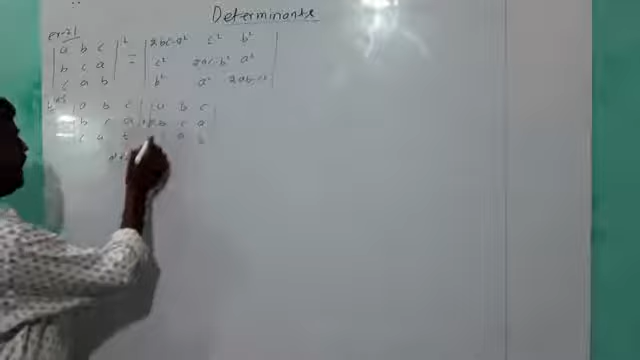 Determinants
ex-21
| a b c |² = | 2bc-a² c² b² |
| b c a | | c² 2ac-b² a² |
| c a b | | b² a² 2ab-c² |
| a b c | | a b c |
| b c a | | b c a |
| c a b | a